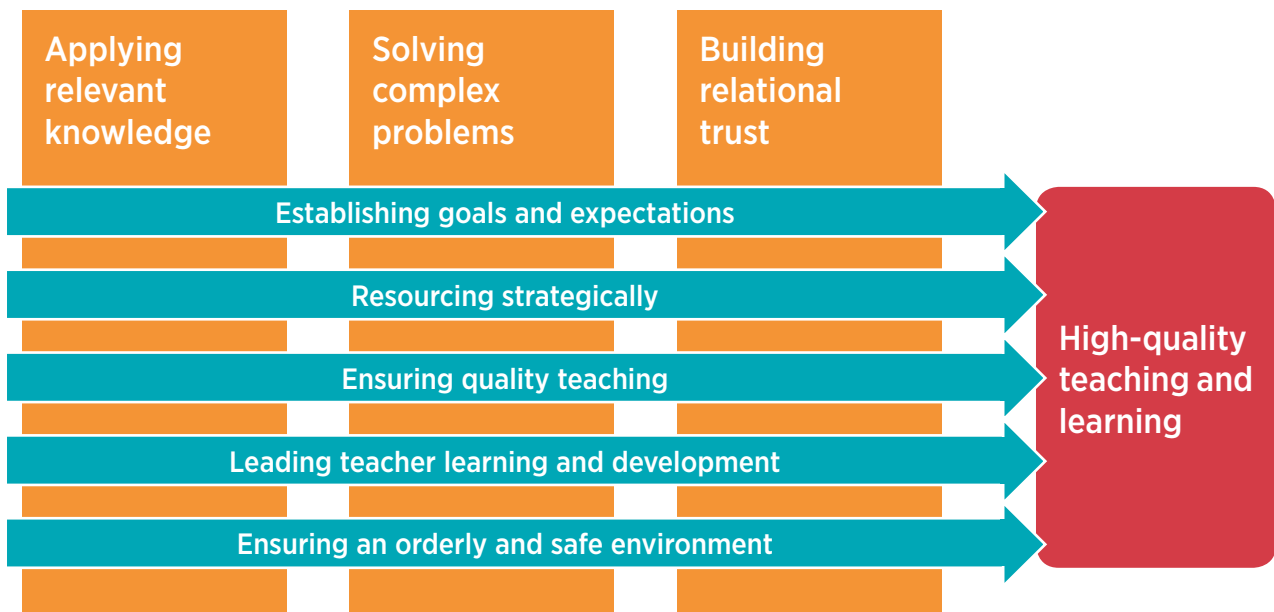 Applying
relevant
knowledge
Solving
complex
problems
Building
relational
trust
Establishing goals and expectations
Resourcing strategically
Ensuring quality teaching
Leading teacher learning and development
Ensuring an orderly and safe environment
High-quality
teaching and
learning